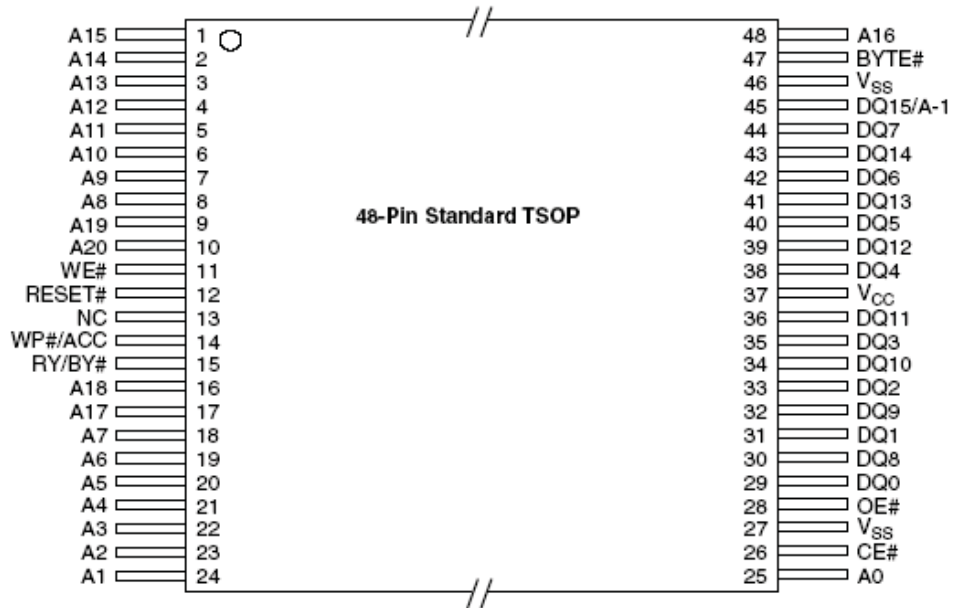 A15 1 48 A16
A14 2 47 BYTE#
A13 3 46 VSS
A12 4 45 DQ15/A-1
A11 5 44 DQ7
A10 6 43 DQ14
A9 7 42 DQ6
A8 8 41 DQ13
48-Pin Standard TSOP
A19 9 40 DQ5
A20 10 39 DQ12
WE# 11 38 DQ4
RESET# 12 37 VCC
NC 13 36 DQ11
WP#/ACC 14 35 DQ3
RY/BY# 15 34 DQ10
A18 16 33 DQ2
A17 17 32 DQ9
A7 18 31 DQ1
A6 19 30 DQ8
A5 20 29 DQ0
A4 21 28 OE#
A3 22 27 VSS
A2 23 26 CE#
A1 24 25 A0